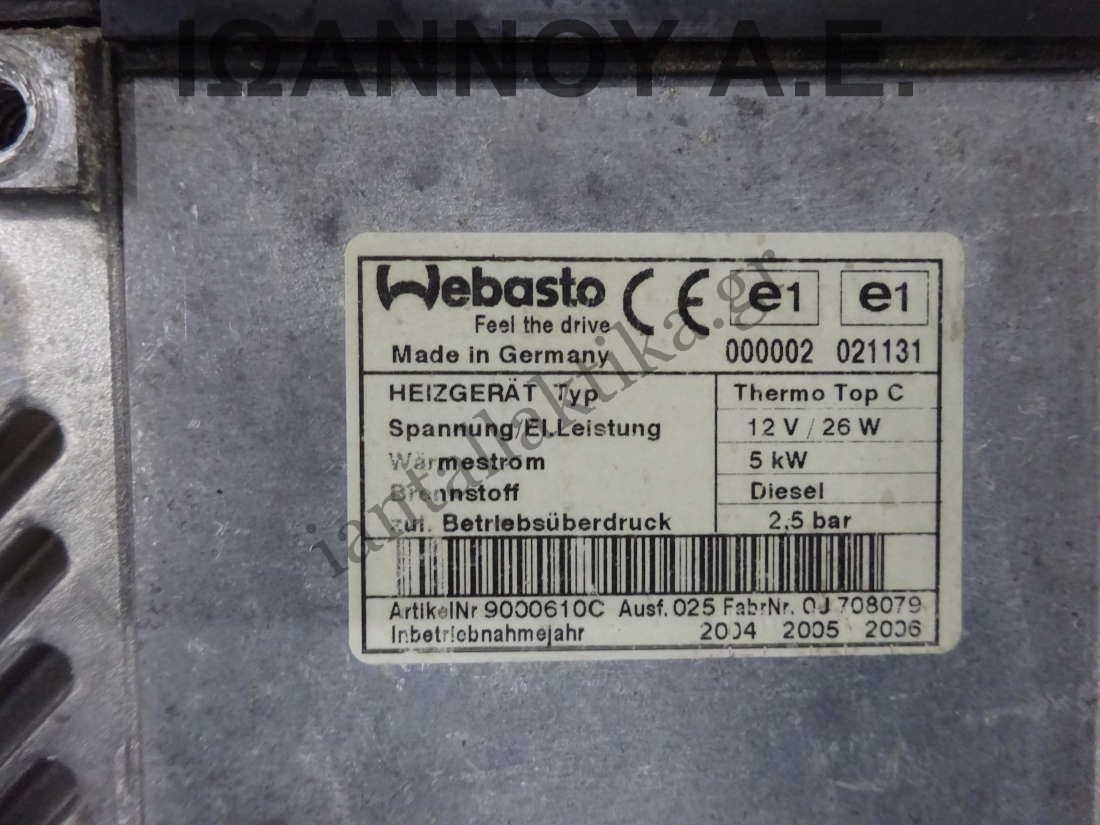 ΙΩΑΝΝΟΥ Α.Ε.
Webasto CE e1 e1
Feel the drive
Made in Germany 000002 021131
HEIZGERÄT Typ Thermo Top C
Spannung/El.Leistung 12 V / 26 W
Wärmestrom 5 kW
Brennstoff Diesel
zul. Betriebsüberdruck 2,5 bar
ArtikelNr 9000610C Ausf. 025 FabrNr. 0J 708079
Inbetriebnahmejahr 2004 2005 2006
iantallaktika.gr